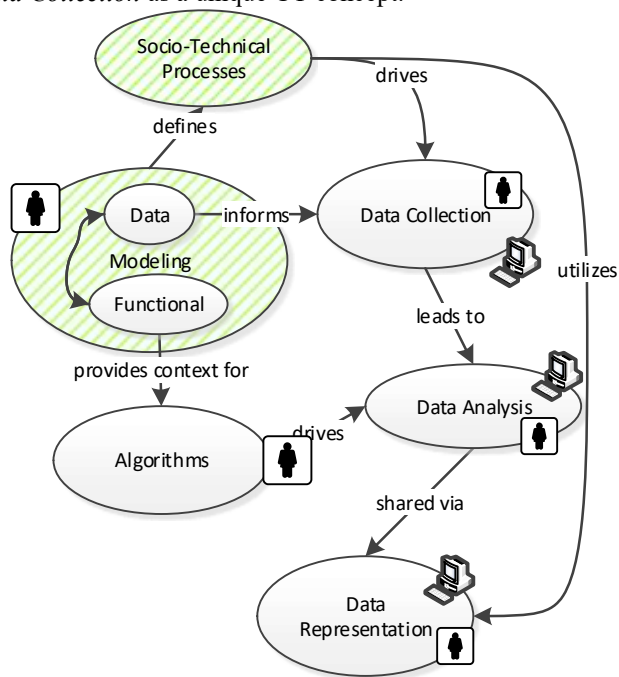 Collection as a unique CT concept.
Socio-Technical
Processes
drives
defines
Data
informs
Data Collection
Modeling
utilizes
Functional
leads to
provides context for
Data Analysis
drives
Algorithms
shared via
Data
Representation